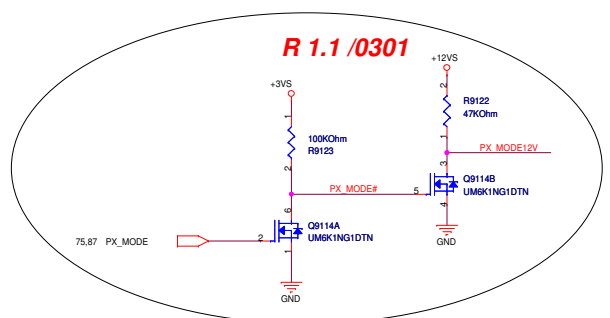 R 1.1 /0301
+12VS
+3VS
2
R9122
47KOhm
1
1
100KOhm
R9123
2
PX_MODE12V
3
PX_MODE#
5
Q9114B
UM6K1NG1DTN
4
6
Q9114A
UM6K1NG1DTN
GND
75,87 PX_MODE
2
1
GND